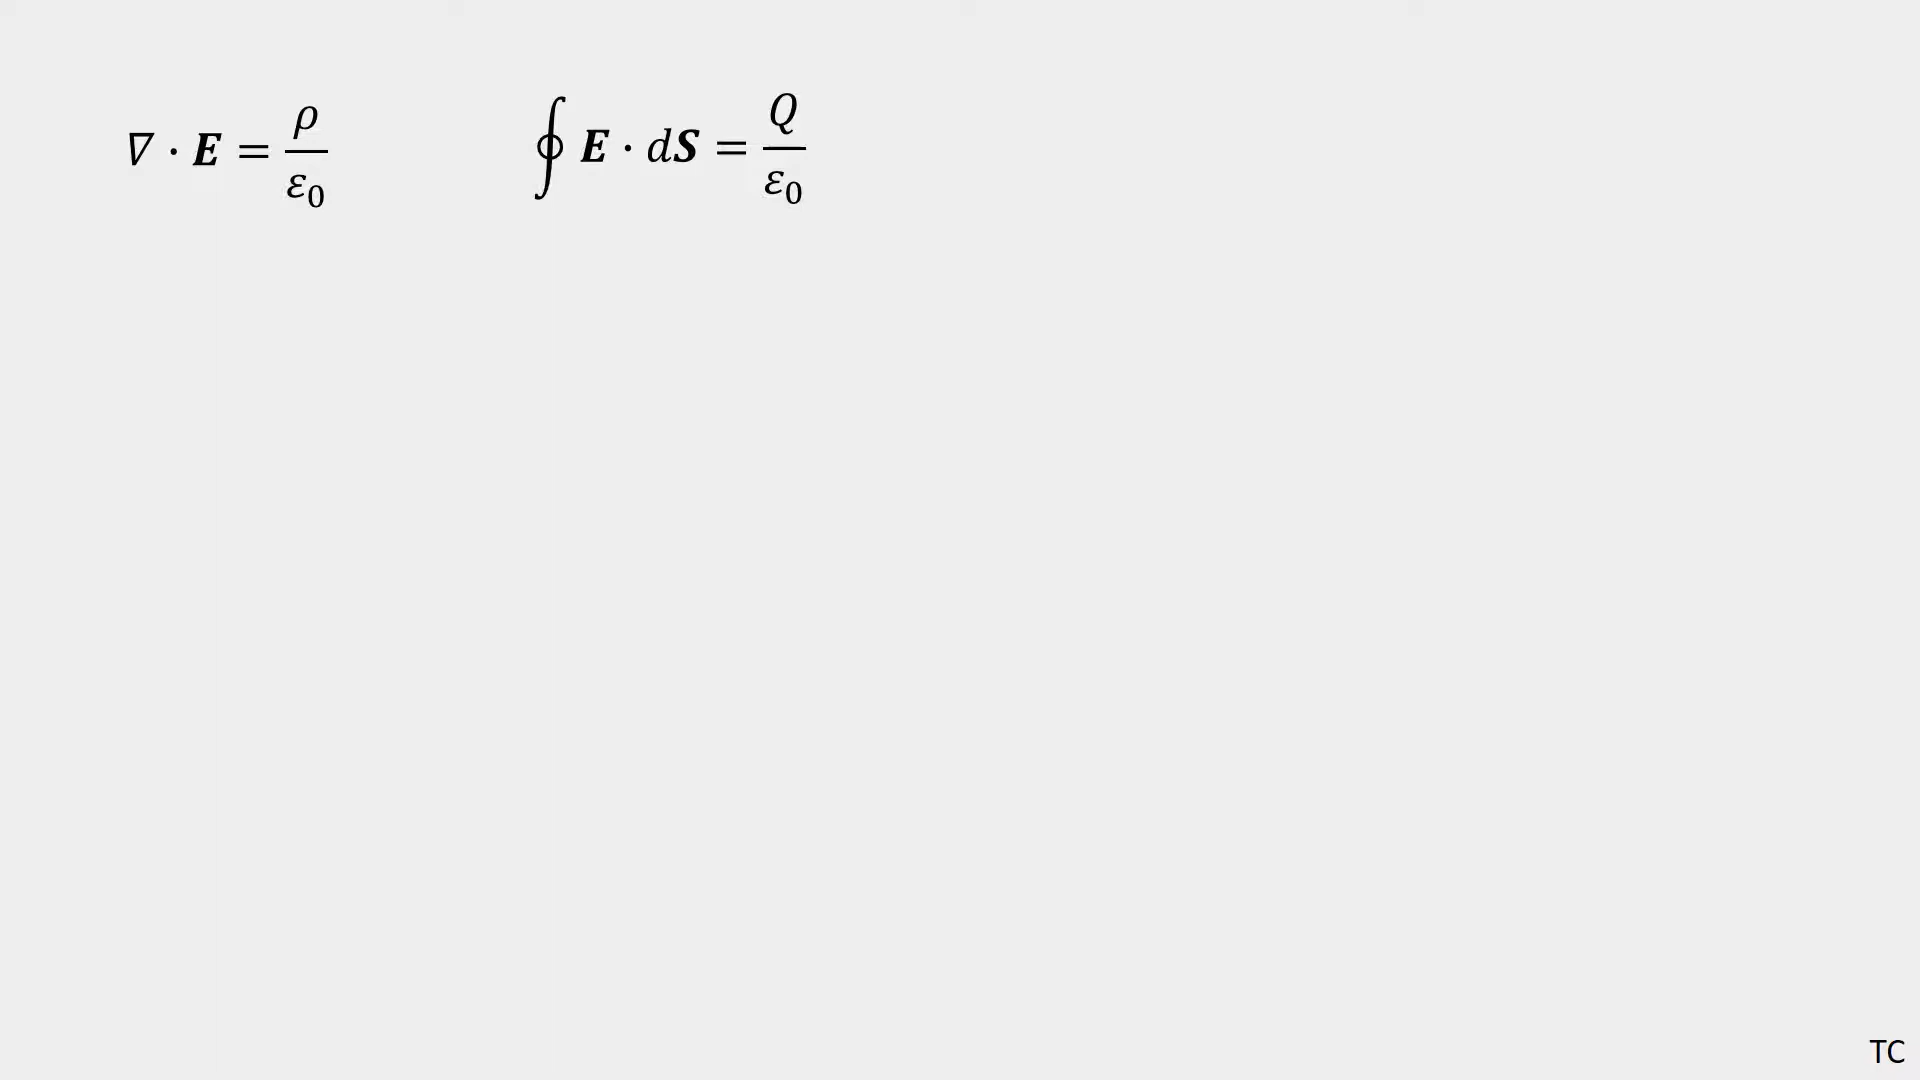 ∇ · E = ρ/ε₀
∮ E · dS = Q/ε₀
TC